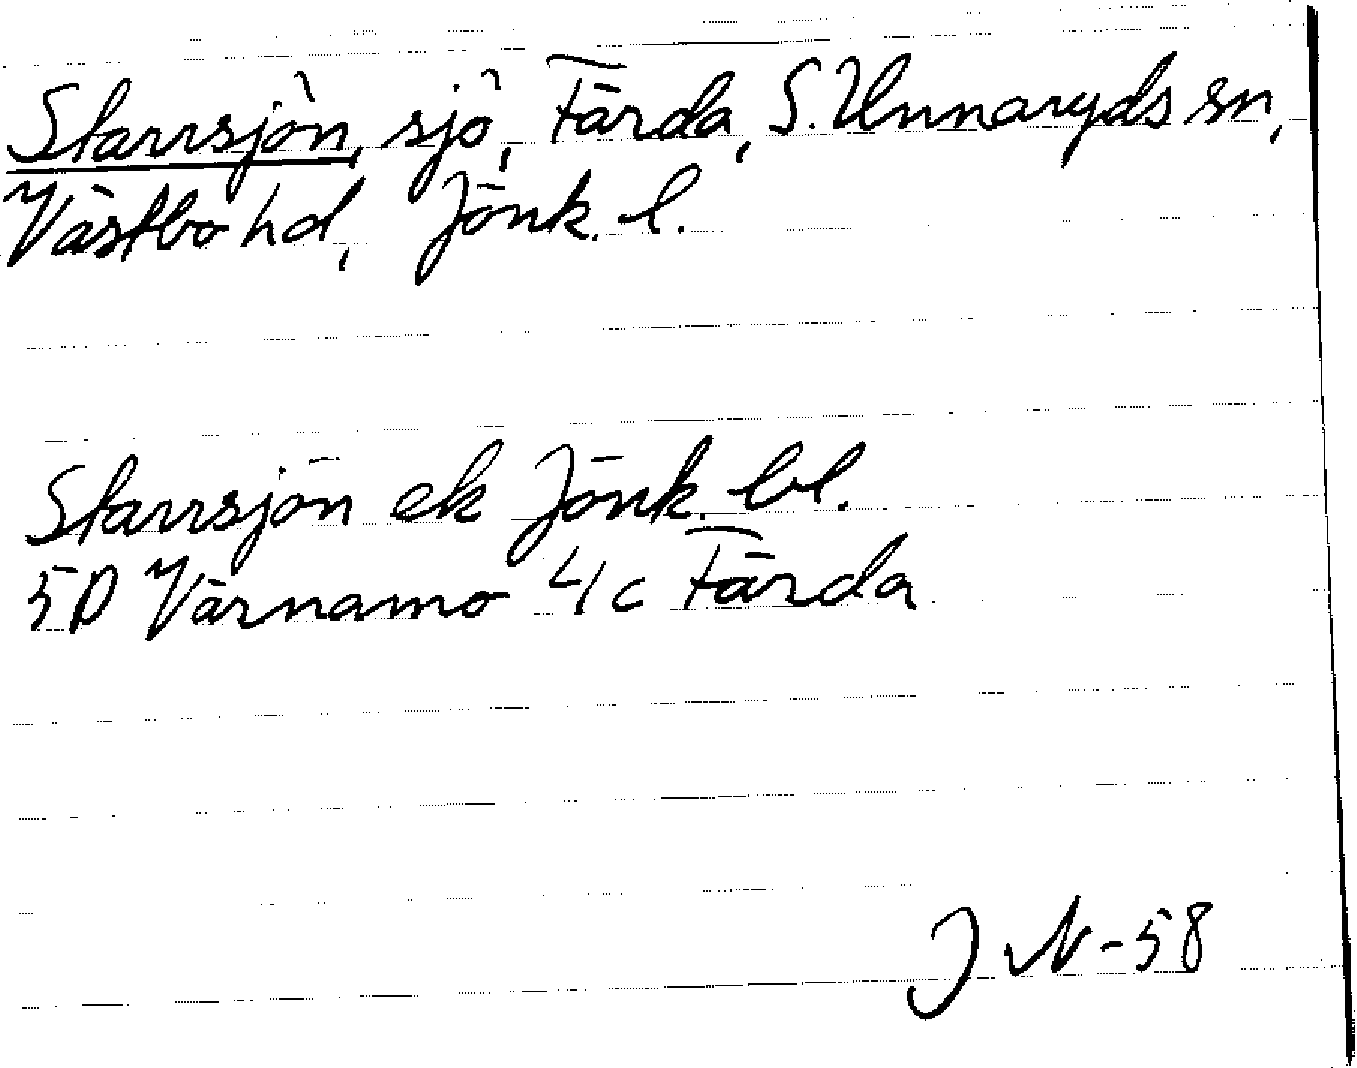 Starrsjön, sjö, Färda, S. Unnaryds sn,
Västbo hd, Jönk. l.
Starrsjön ek Jönk. bl.
5D Värnamo 4c Färda
J N-58